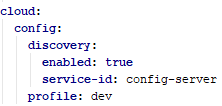 cloud:
  config:
    discovery:
      enabled: true
      service-id: config-server
    profile: dev